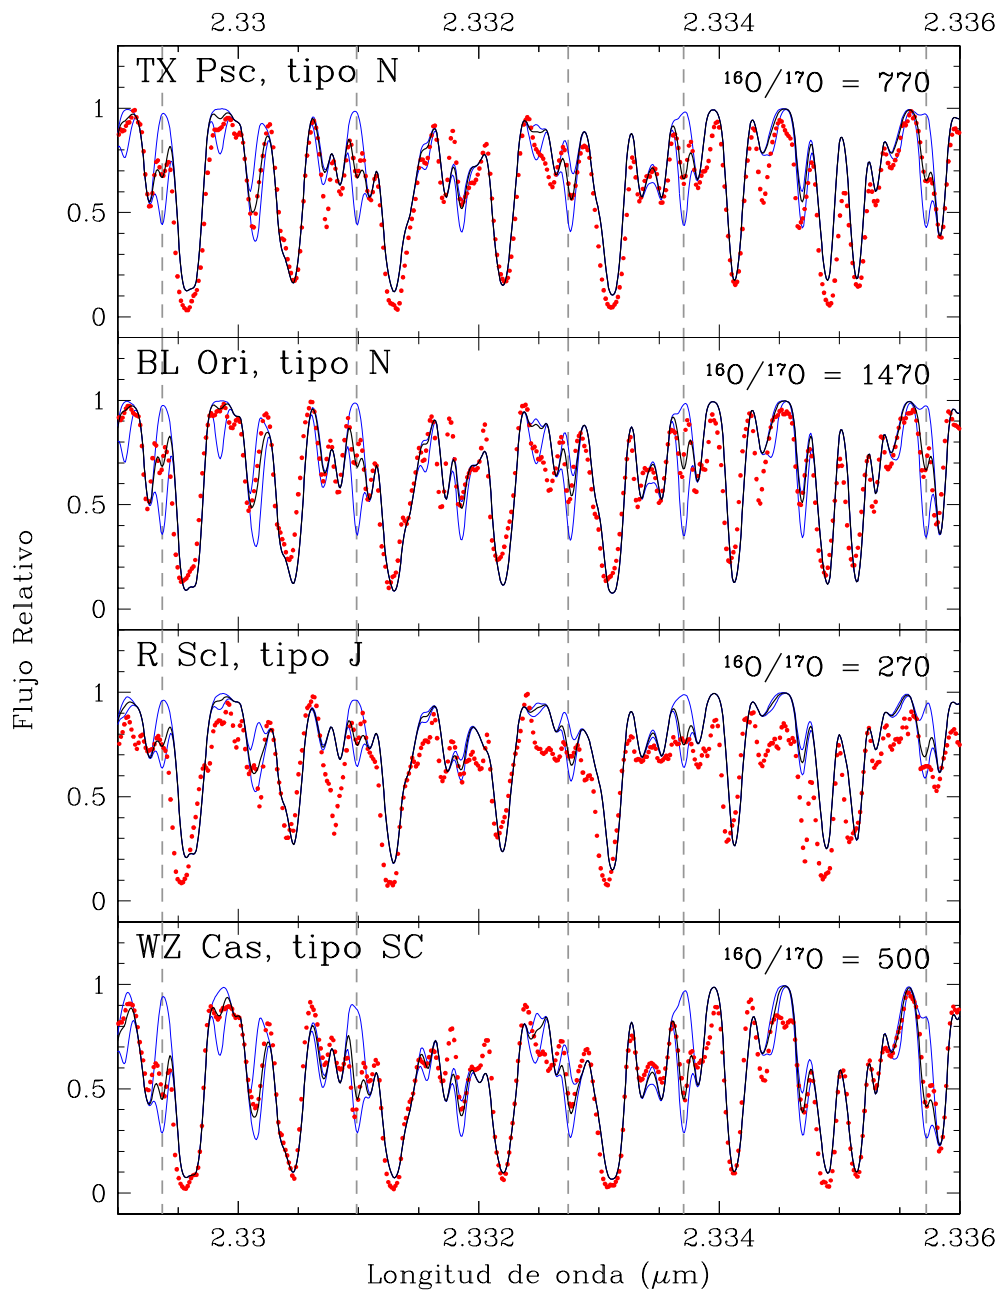 2.33 2.332 2.334 2.336
TX Psc, tipo N
¹⁶O/¹⁷O = 770
1
0.5
0
BL Ori, tipo N
¹⁶O/¹⁷O = 1470
1
0.5
0
R Scl, tipo J
¹⁶O/¹⁷O = 270
1
0.5
0
WZ Cas, tipo SC
¹⁶O/¹⁷O = 500
1
0.5
0
Flujo Relativo
2.33 2.332 2.334 2.336
Longitud de onda (μm)